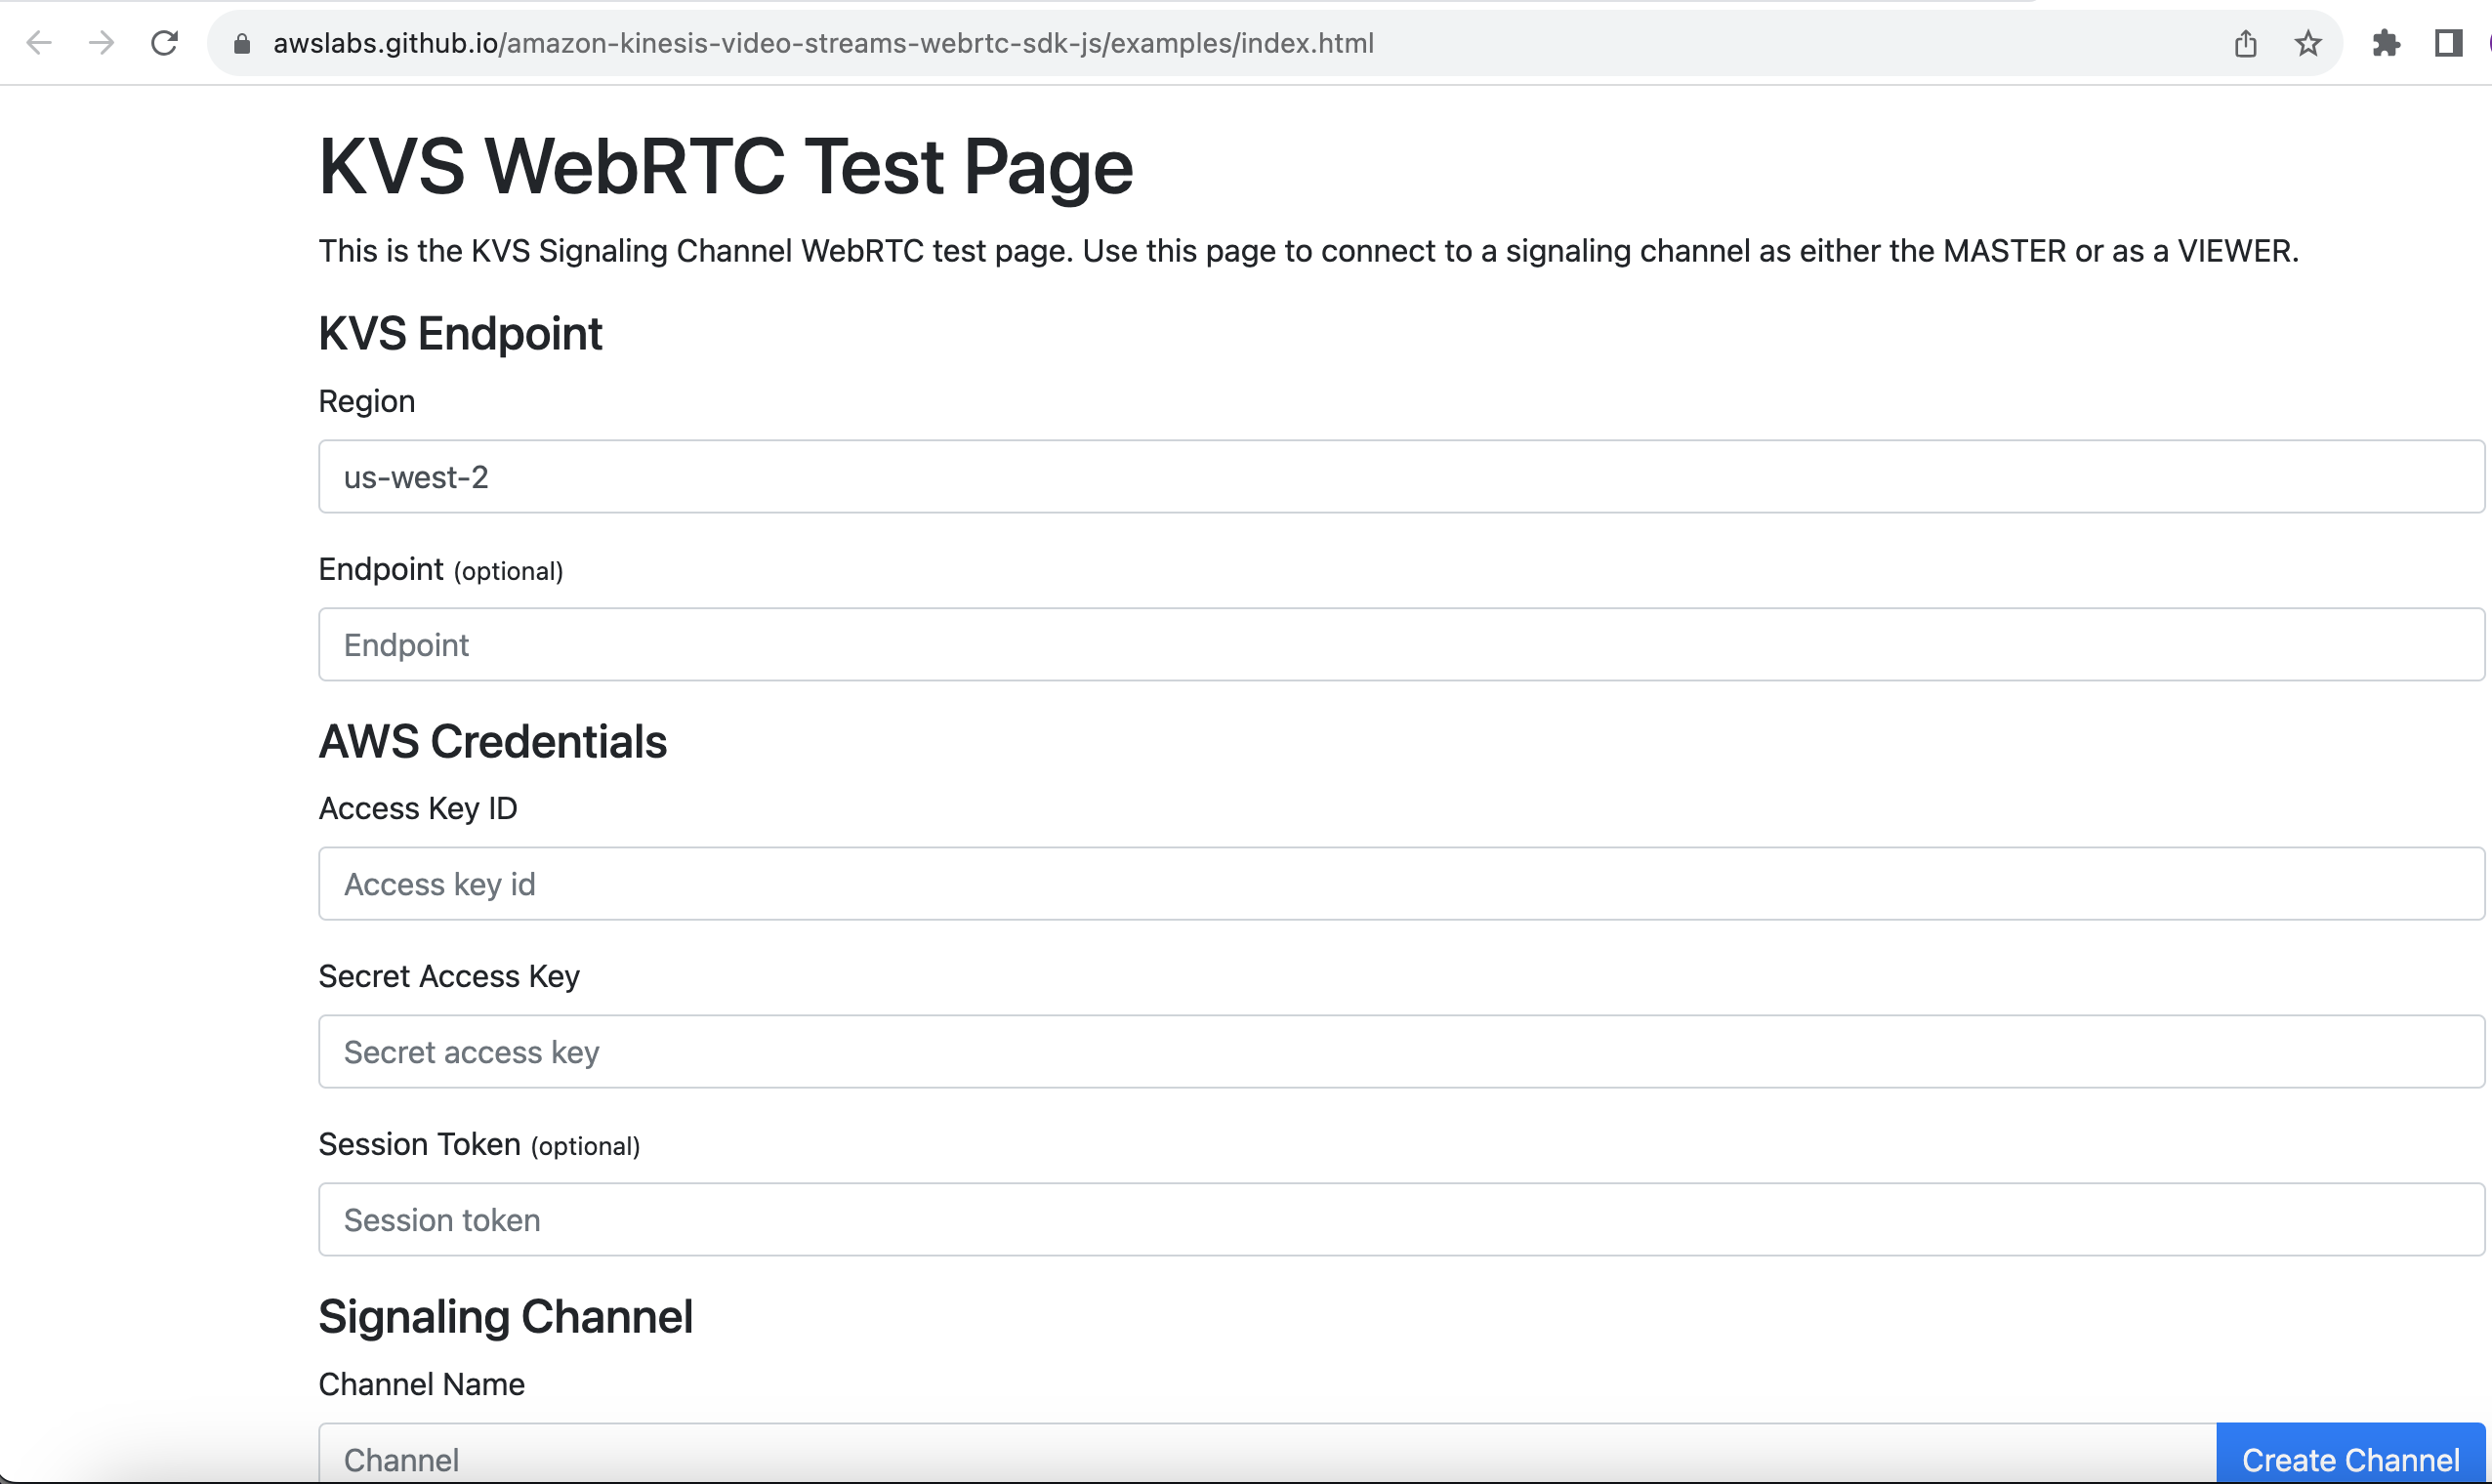 awslabs.github.io/amazon-kinesis-video-streams-webrtc-sdk-js/examples/index.html
KVS WebRTC Test Page
This is the KVS Signaling Channel WebRTC test page. Use this page to connect to a signaling channel as either the MASTER or as a VIEWER.
KVS Endpoint
Region
us-west-2
Endpoint (optional)
Endpoint
AWS Credentials
Access Key ID
Access key id
Secret Access Key
Secret access key
Session Token (optional)
Session token
Signaling Channel
Channel Name
Channel
Create Channel